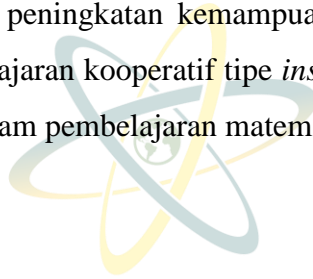 peningkatan kemampua
ajaran kooperatif tipe ins
am pembelajaran matem